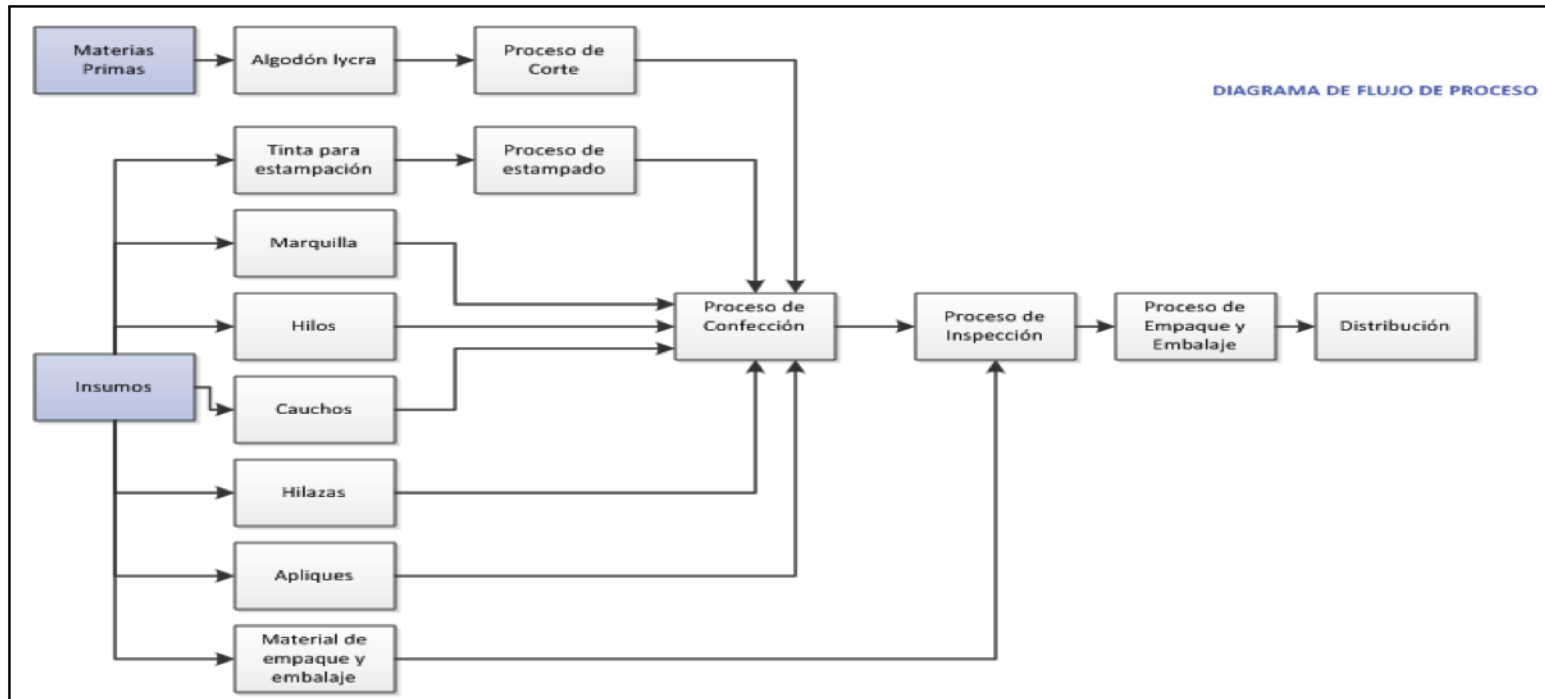 Materias
Primas
Algodón lycra
Proceso de
Corte
DIAGRAMA DE FLUJO DE PROCESO
Tinta para
estampación
Proceso de
estampado
Marquilla
Hilos
Proceso de
Confección
Proceso de
Inspección
Proceso de
Empaque y
Embalaje
Distribución
Insumos
Cauchos
Hilazas
Apliques
Material de
empaque y
embalaje